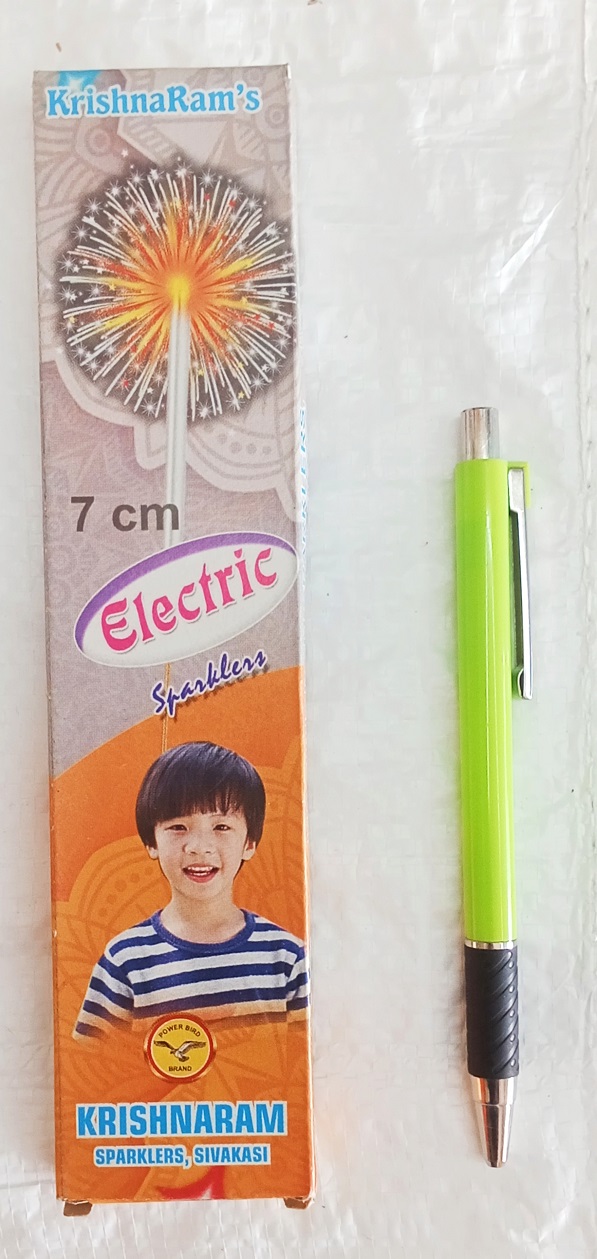 KrishnaRam's
7 cm
Electric
Sparklers
POWER BIRD
BRAND
KRISHNARAM
SPARKLERS, SIVAKASI